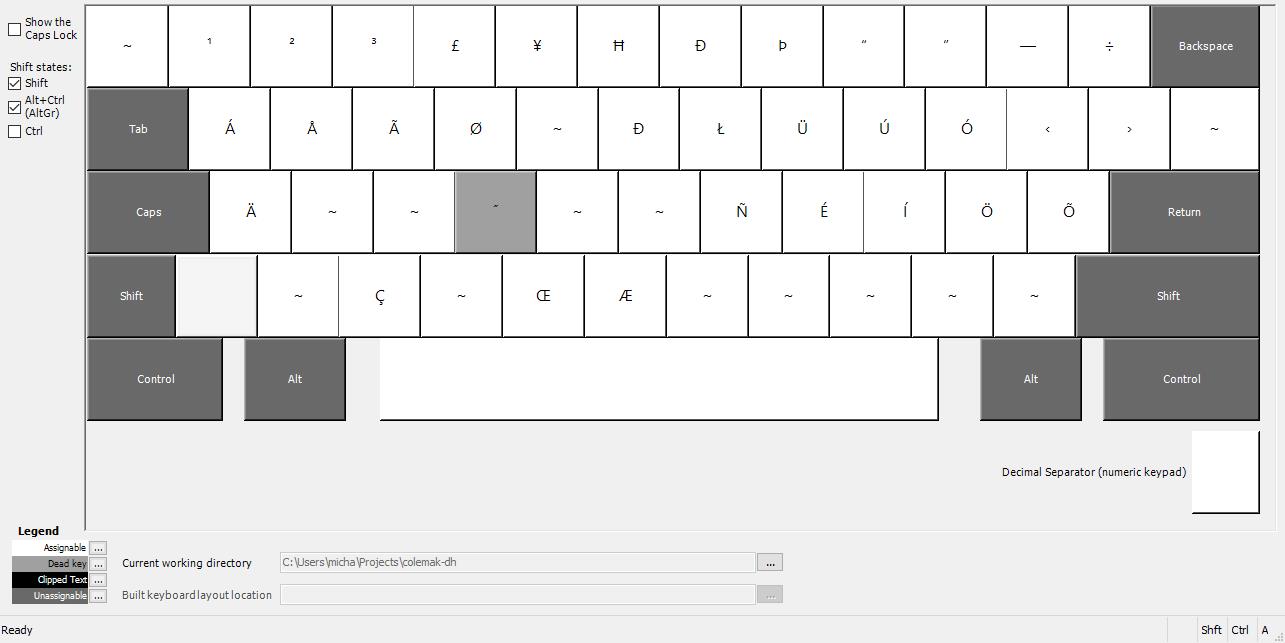 Show the
Caps Lock
Shift states:
Shift
Alt+Ctrl
(AltGr)
Ctrl
~ ¹ ² ³ £ ¥ Ħ Ð Þ “ ” — ÷ Backspace
Tab Á Å Ã Ø ~ Đ Ł Ü Ú Ó ‹ › ~
Caps Ä ~ ~ ˝ ~ ~ Ñ É Í Ö Õ Return
Shift ~ Ç ~ Œ Æ ~ ~ ~ ~ ~ Shift
Control Alt Alt Control
Decimal Separator (numeric keypad)
Legend
Assignable ...
Dead key ...
Clipped Text ...
Unassignable ...
Current working directory C:\Users\micha\Projects\colemak-dh ...
Built keyboard layout location ...
Ready Shft Ctrl A